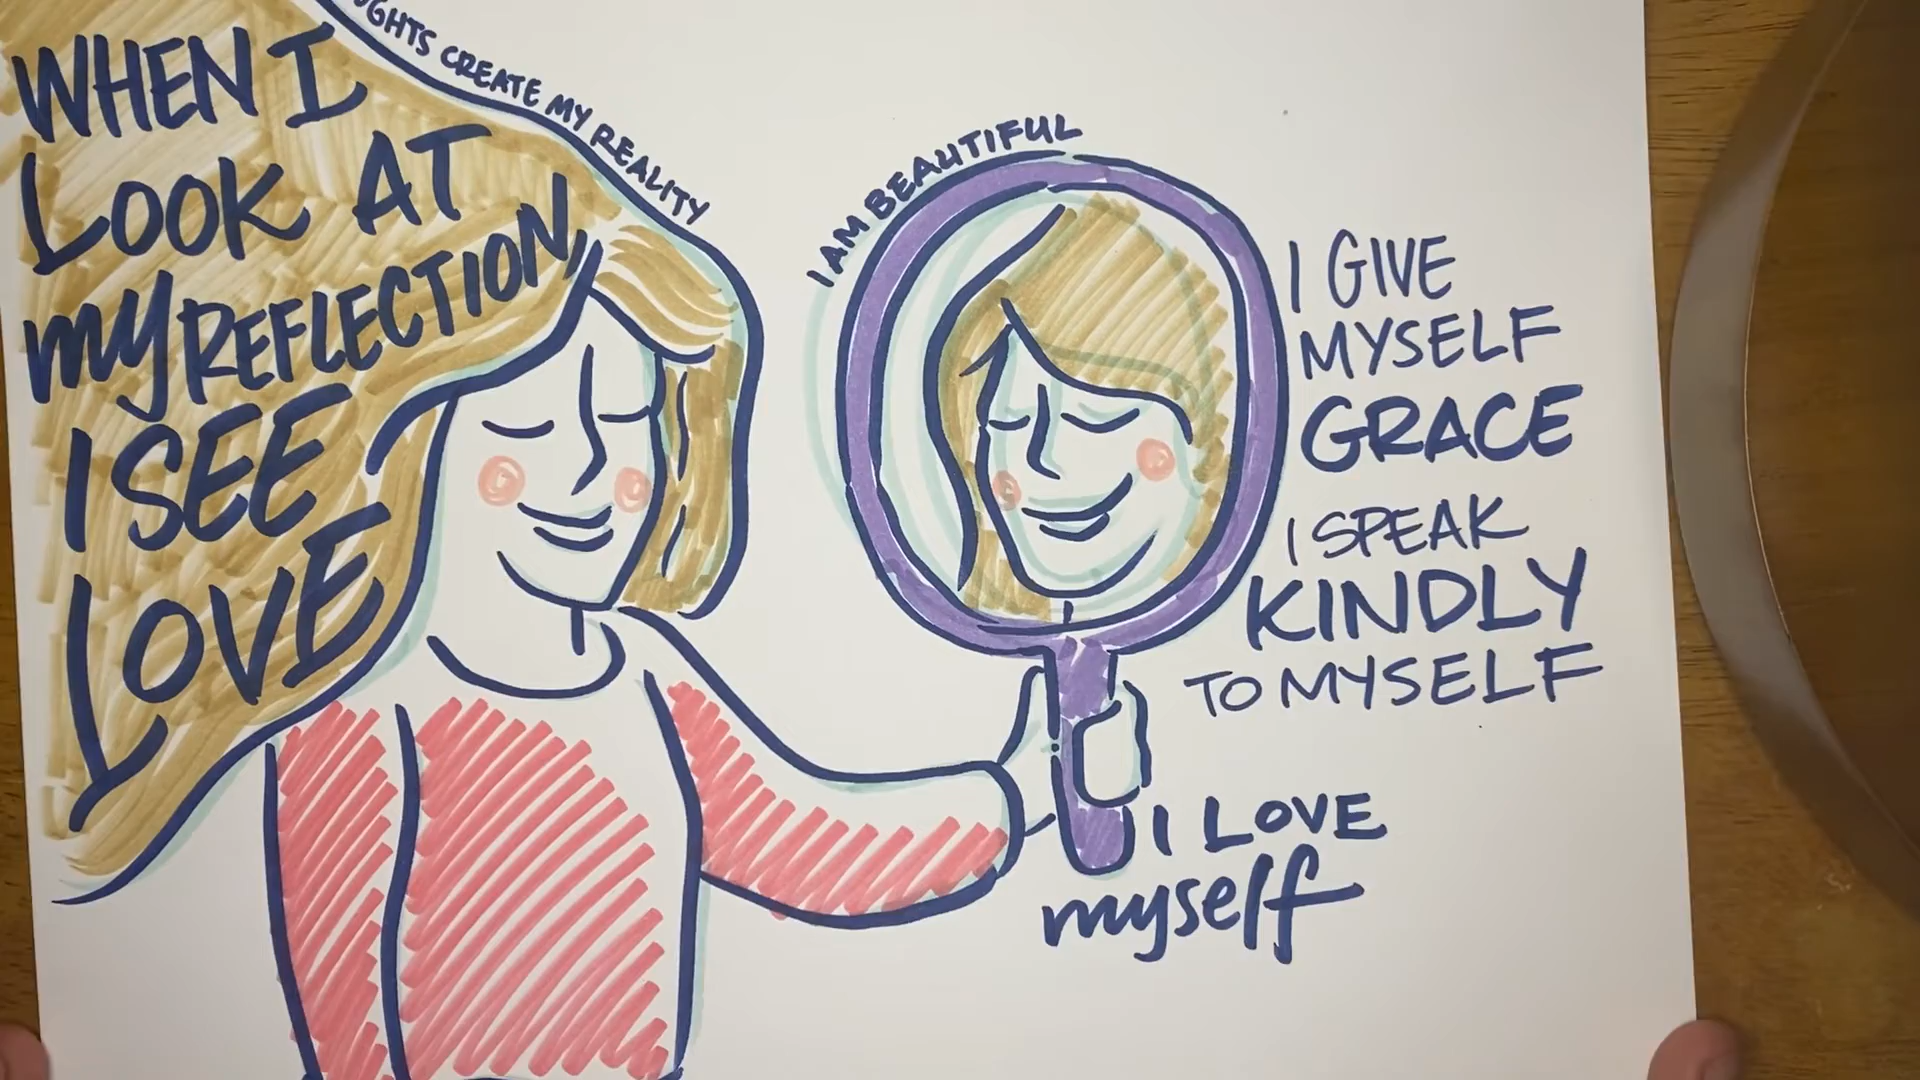 WHEN I
LOOK AT
my REFLECTION,
I SEE
LOVE
CREATE MY REALITY
I AM BEAUTIFUL
I GIVE
MYSELF
GRACE
I SPEAK
KINDLY
TO MYSELF
I LOVE
myself